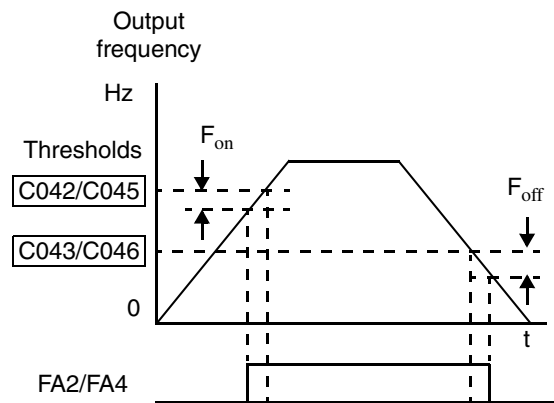 Output
frequency
Hz
Thresholds
C042/C045
C043/C046
0
Fon
Foff
t
FA2/FA4